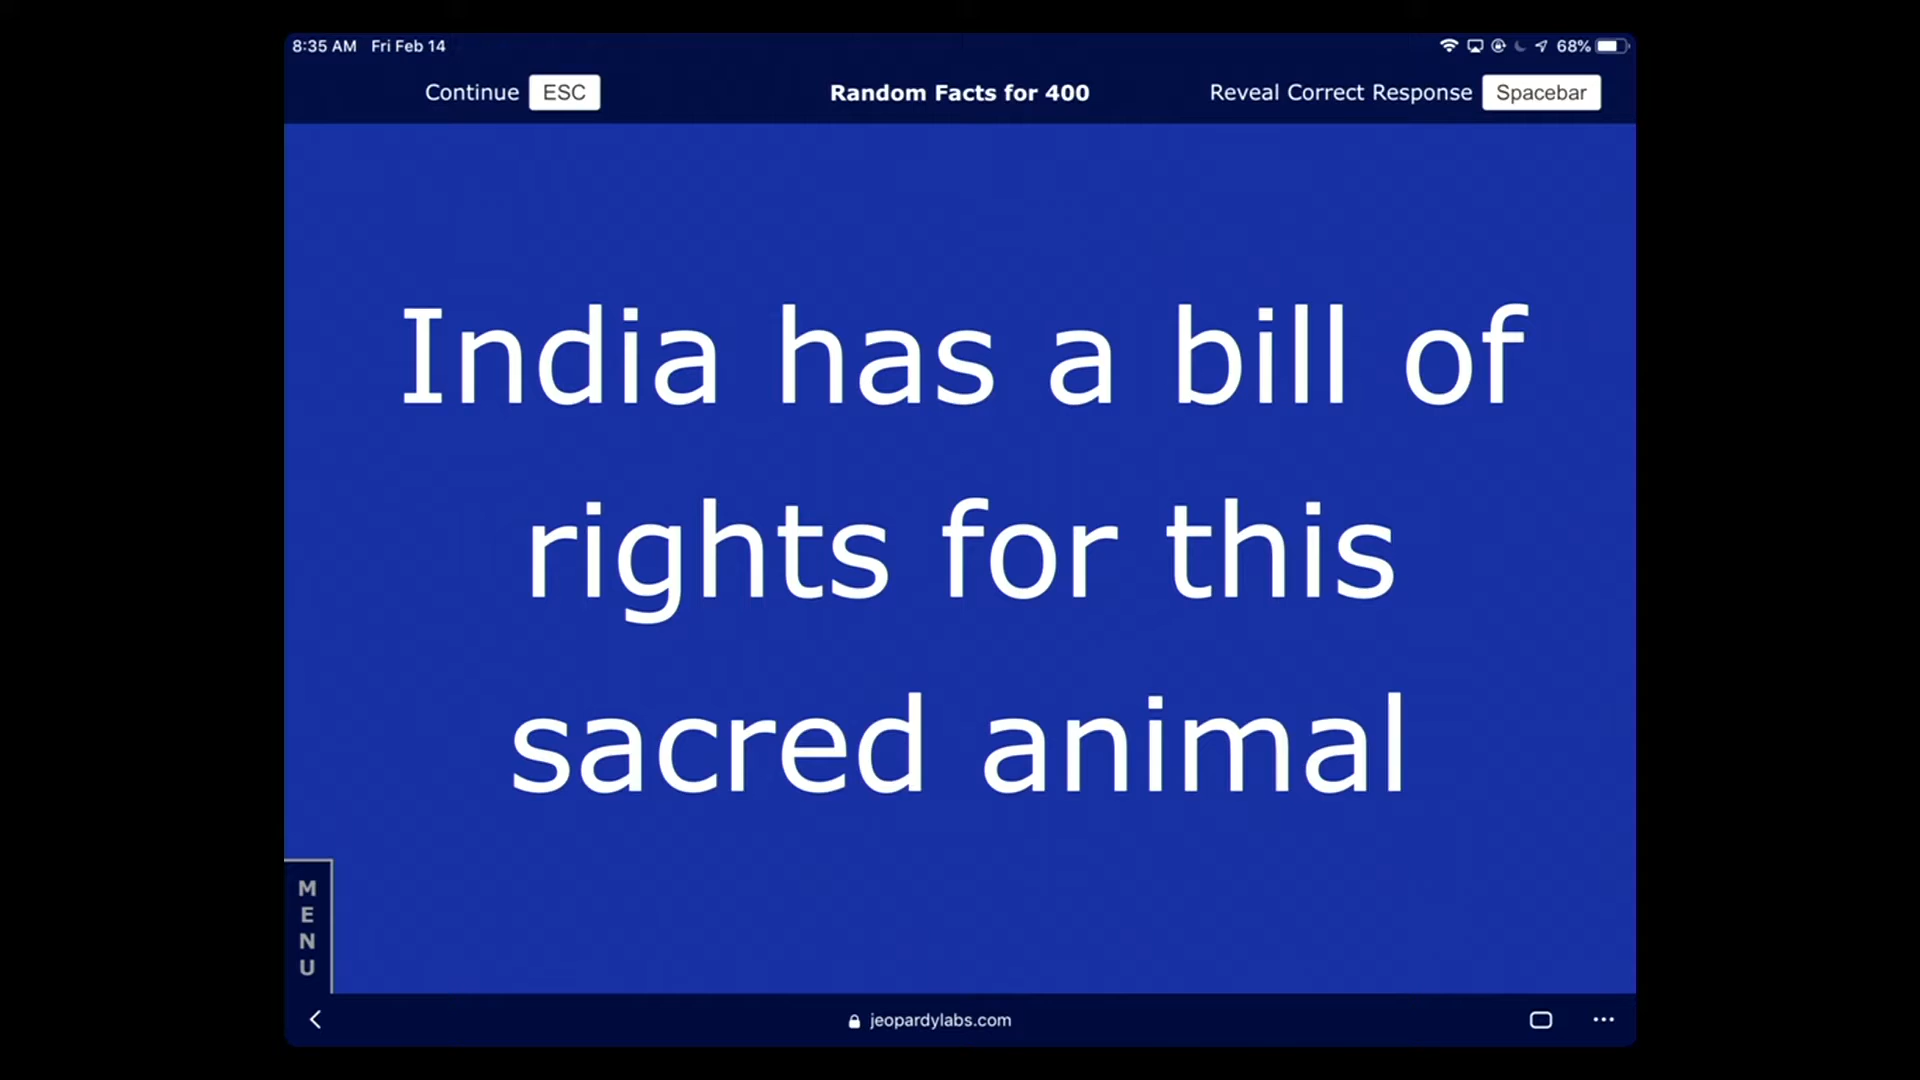 8:35 AM Fri Feb 14 68%
Continue ESC Random Facts for 400 Reveal Correct Response Spacebar
India has a bill of
rights for this
sacred animal
MENU
jeopardylabs.com